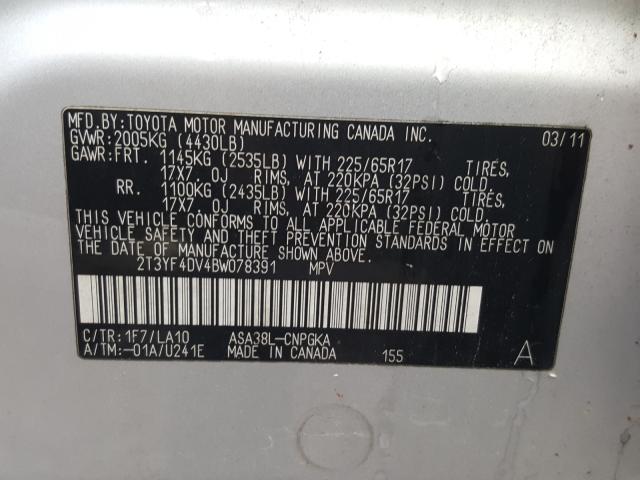 MFD.BY:TOYOTA MOTOR MANUFACTURING CANADA INC. 03/11
GVWR:2005KG (4430LB)
GAWR:FRT. 1145KG (2535LB) WITH 225/65R17 TIRES,
17X7.0J RIMS, AT 220KPA (32PSI) COLD.
RR. 1100KG (2435LB) WITH 225/65R17 TIRES,
17X7.0J RIMS, AT 220KPA (32PSI) COLD.
THIS VEHICLE CONFORMS TO ALL APPLICABLE FEDERAL MOTOR
VEHICLE SAFETY AND THEFT PREVENTION STANDARDS IN EFFECT ON
THE DATE OF MANUFACTURE SHOWN ABOVE.
2T3YF4DV4BW078391 MPV
C/TR:1F7/LA10 ASA38L-CNPGKA
A/TM:-01A/U241E MADE IN CANADA 155 A